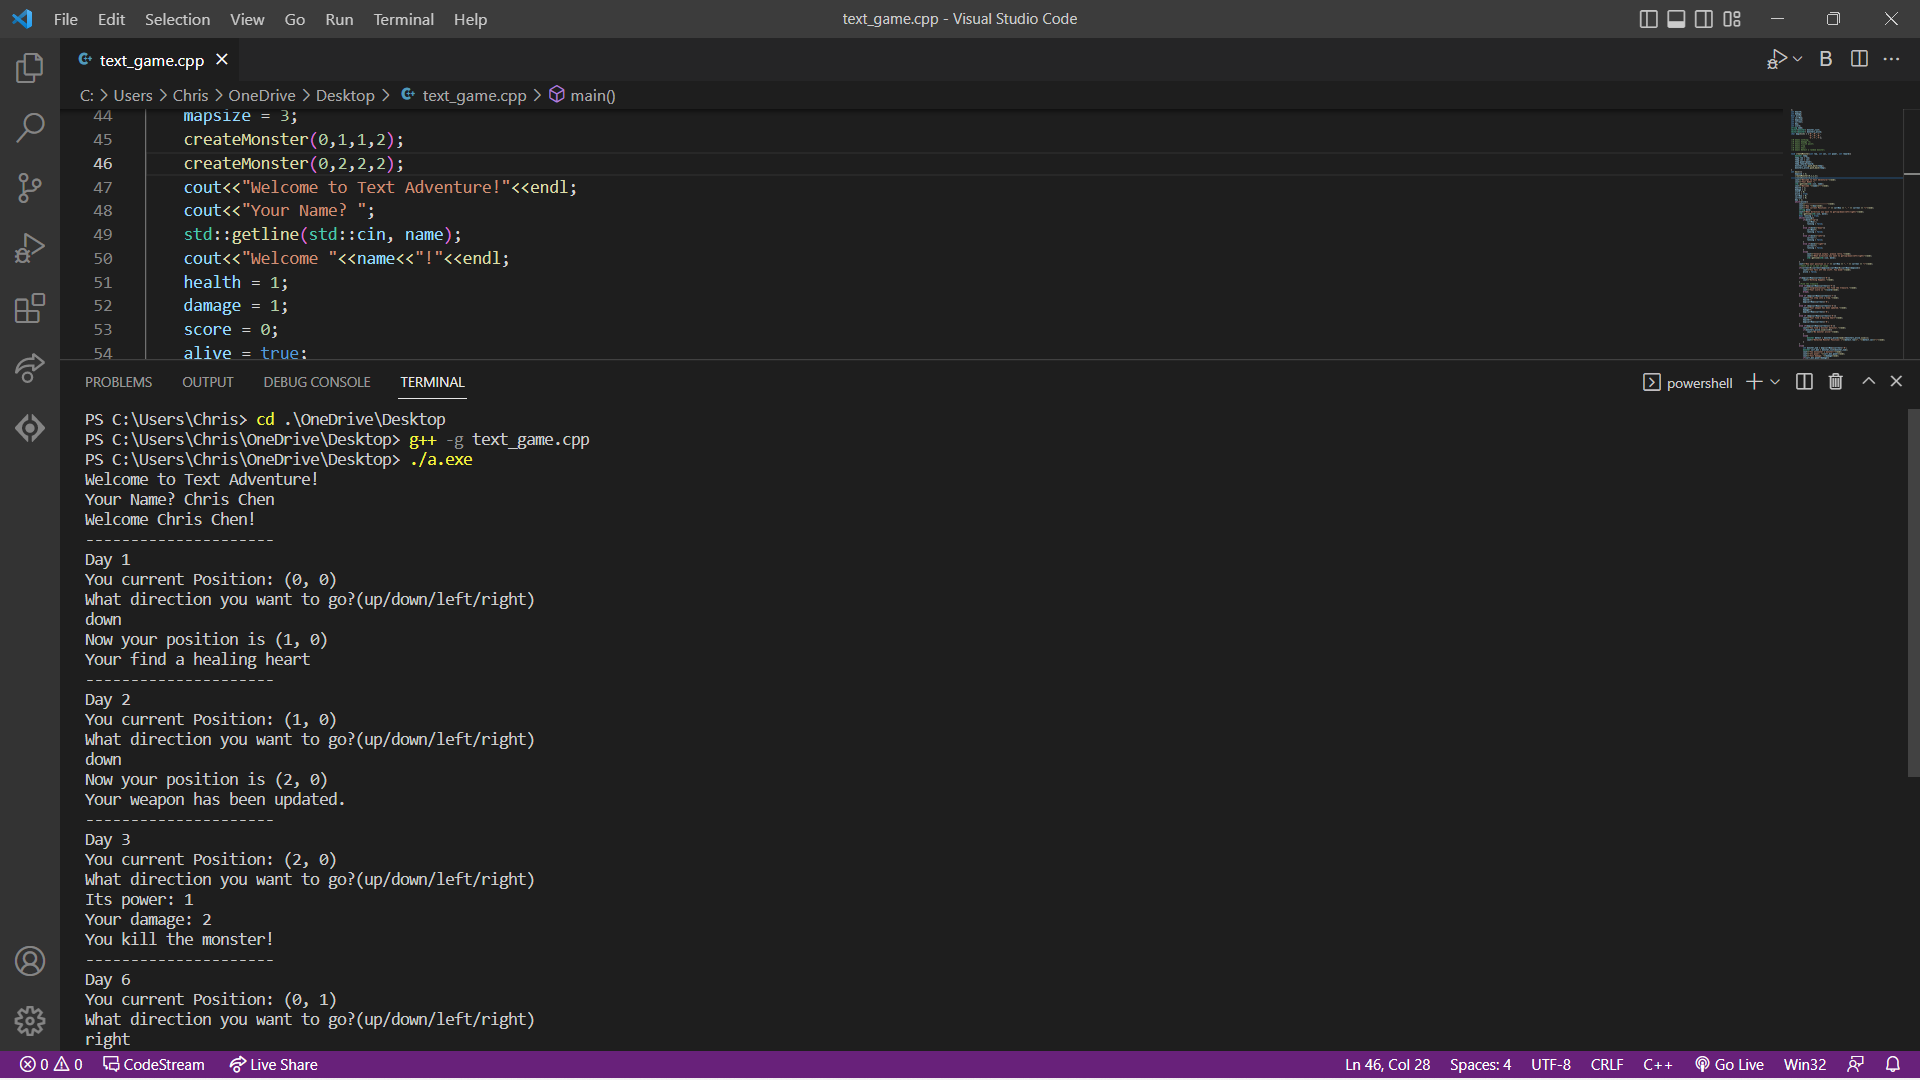 File Edit Selection View Go Run Terminal Help
text_game.cpp - Visual Studio Code
text_game.cpp
B
C: > Users > Chris > OneDrive > Desktop > text_game.cpp > main()
44 mapsize = 3;
45 createMonster(0,1,1,2);
46 createMonster(0,2,2,2);
47 cout<<"Welcome to Text Adventure!"<<endl;
48 cout<<"Your Name? ";
49 std::getline(std::cin, name);
50 cout<<"Welcome "<<name<<"!"<<endl;
51 health = 1;
52 damage = 1;
53 score = 0;
54 alive = true;
PROBLEMS OUTPUT DEBUG CONSOLE TERMINAL
powershell
PS C:\Users\Chris> cd .\OneDrive\Desktop
PS C:\Users\Chris\OneDrive\Desktop> g++ -g text_game.cpp
PS C:\Users\Chris\OneDrive\Desktop> ./a.exe
Welcome to Text Adventure!
Your Name? Chris Chen
Welcome Chris Chen!
---------------------
Day 1
You current Position: (0, 0)
What direction you want to go?(up/down/left/right)
down
Now your position is (1, 0)
Your find a healing heart
---------------------
Day 2
You current Position: (1, 0)
What direction you want to go?(up/down/left/right)
down
Now your position is (2, 0)
Your weapon has been updated.
---------------------
Day 3
You current Position: (2, 0)
What direction you want to go?(up/down/left/right)
Its power: 1
Your damage: 2
You kill the monster!
---------------------
Day 6
You current Position: (0, 1)
What direction you want to go?(up/down/left/right)
right
0 0 CodeStream Live Share
Ln 46, Col 28 Spaces: 4 UTF-8 CRLF C++ Go Live Win32